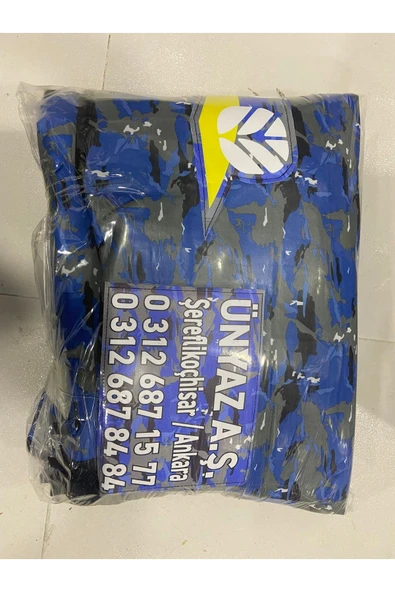 ÜNYAZ A.Ş.
Şereflikoçhisar / Ankara
0 312 687 15 77
0 312 687 84 84